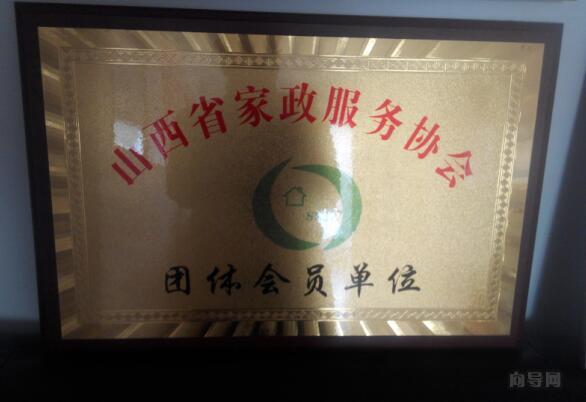 山西省家政服务协会
团体会员单位
向导网